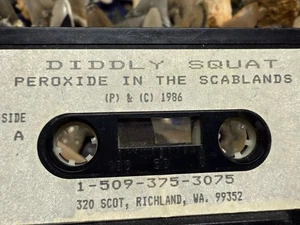 DIDDLY SQUAT
PEROXIDE IN THE SCABLANDS
(P) & (C) 1986
SIDE
A
1-509-375-3075
320 SCOT, RICHLAND, WA. 99352